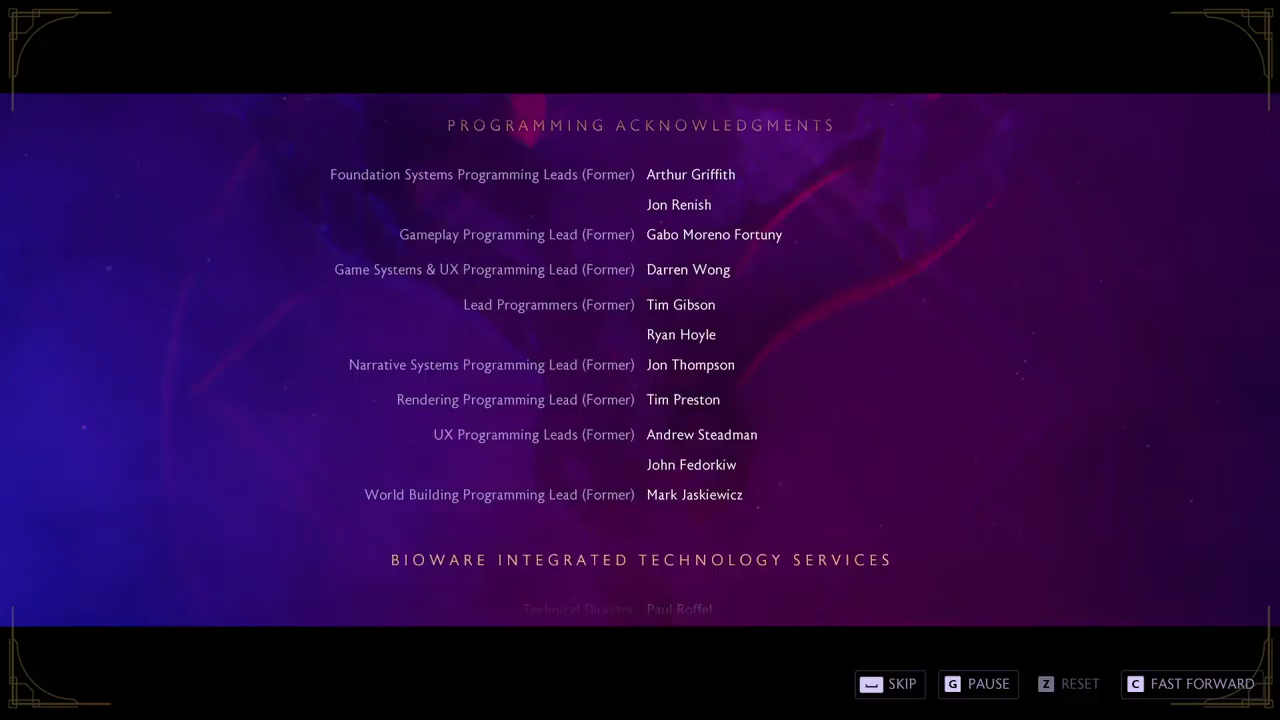 PROGRAMMING ACKNOWLEDGMENTS
Foundation Systems Programming Leads (Former) Arthur Griffith
Jon Renish
Gameplay Programming Lead (Former) Gabo Moreno Fortuny
Game Systems & UX Programming Lead (Former) Darren Wong
Lead Programmers (Former) Tim Gibson
Ryan Hoyle
Narrative Systems Programming Lead (Former) Jon Thompson
Rendering Programming Lead (Former) Tim Preston
UX Programming Leads (Former) Andrew Steadman
John Fedorkiw
World Building Programming Lead (Former) Mark Jaskiewicz
BIOWARE INTEGRATED TECHNOLOGY SERVICES
Technical Director Paul Roffel
SKIP G PAUSE Z RESET C FAST FORWARD